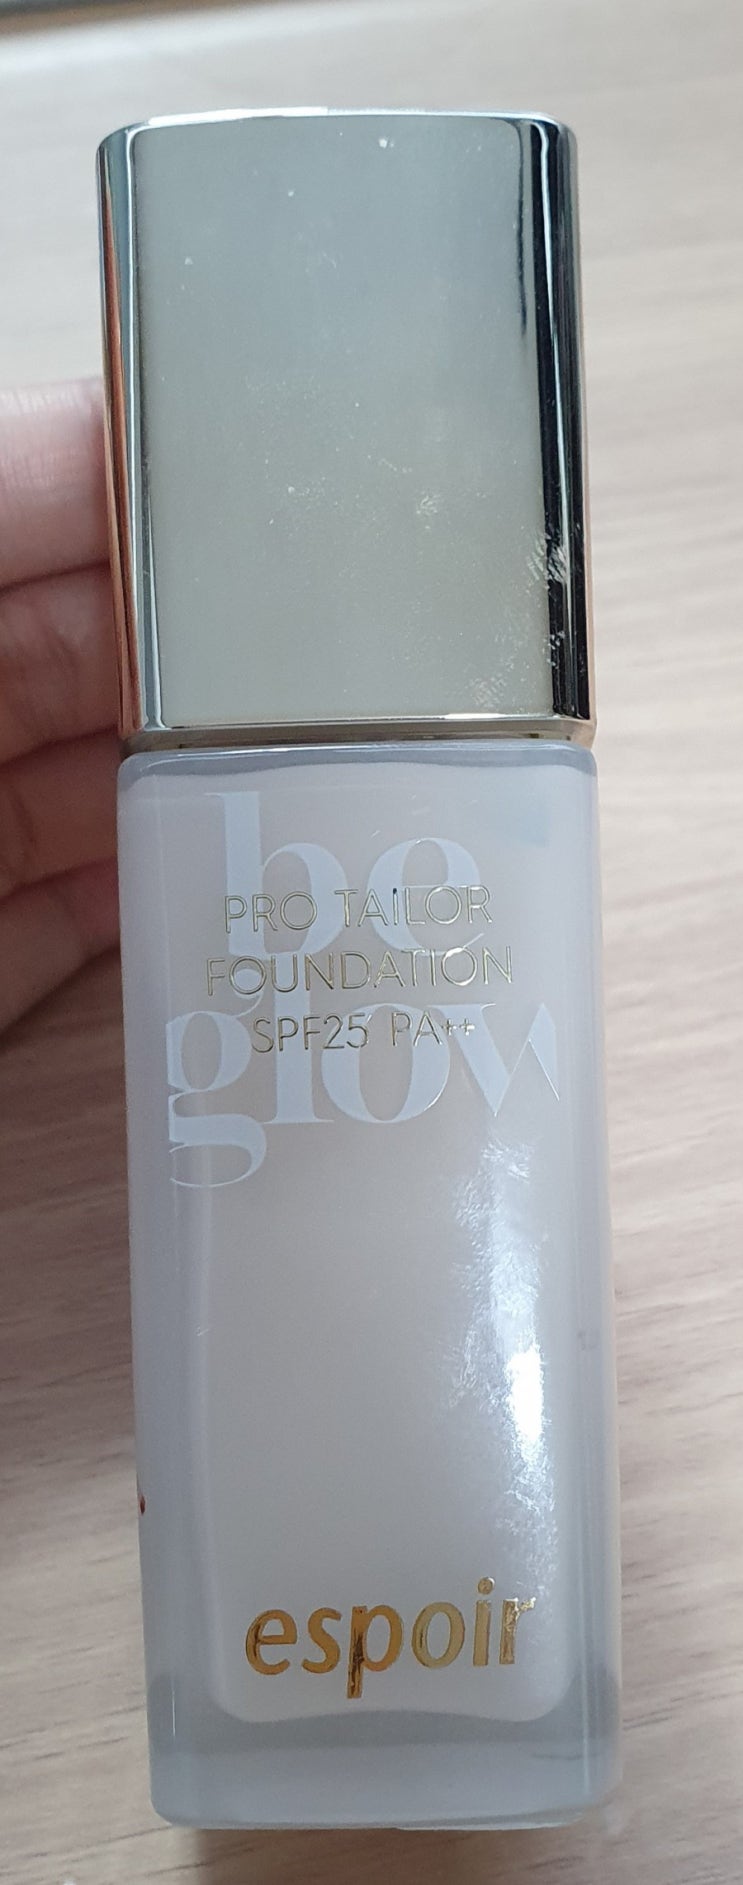 be
PRO TAILOR
FOUNDATION
SPF25 PA++
glow
espoir